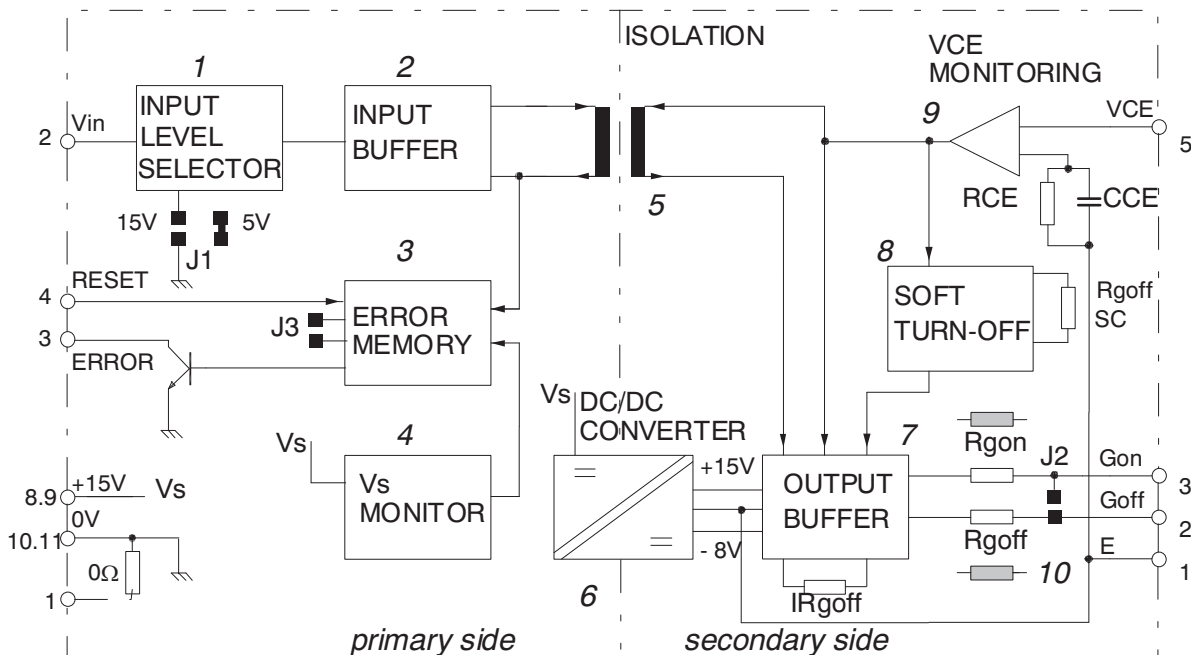 ISOLATION
VCE
MONITORING
1
2
INPUT
LEVEL
SELECTOR
INPUT
BUFFER
9
VCE
5
2
Vin
5
RCE
CCE
15V
5V
J1
3
8
4
RESET
ERROR
MEMORY
J3
SOFT
TURN-OFF
Rgoff
SC
3
ERROR
Vs
DC/DC
CONVERTER
4
7
Rgon
Vs
+15V
J2
Gon
3
Vs
MONITOR
OUTPUT
BUFFER
Goff
2
8.9
+15V
Vs
0V
10.11
- 8V
Rgoff
E
1
0Ω
1
6
IRgoff
10
primary side
secondary side